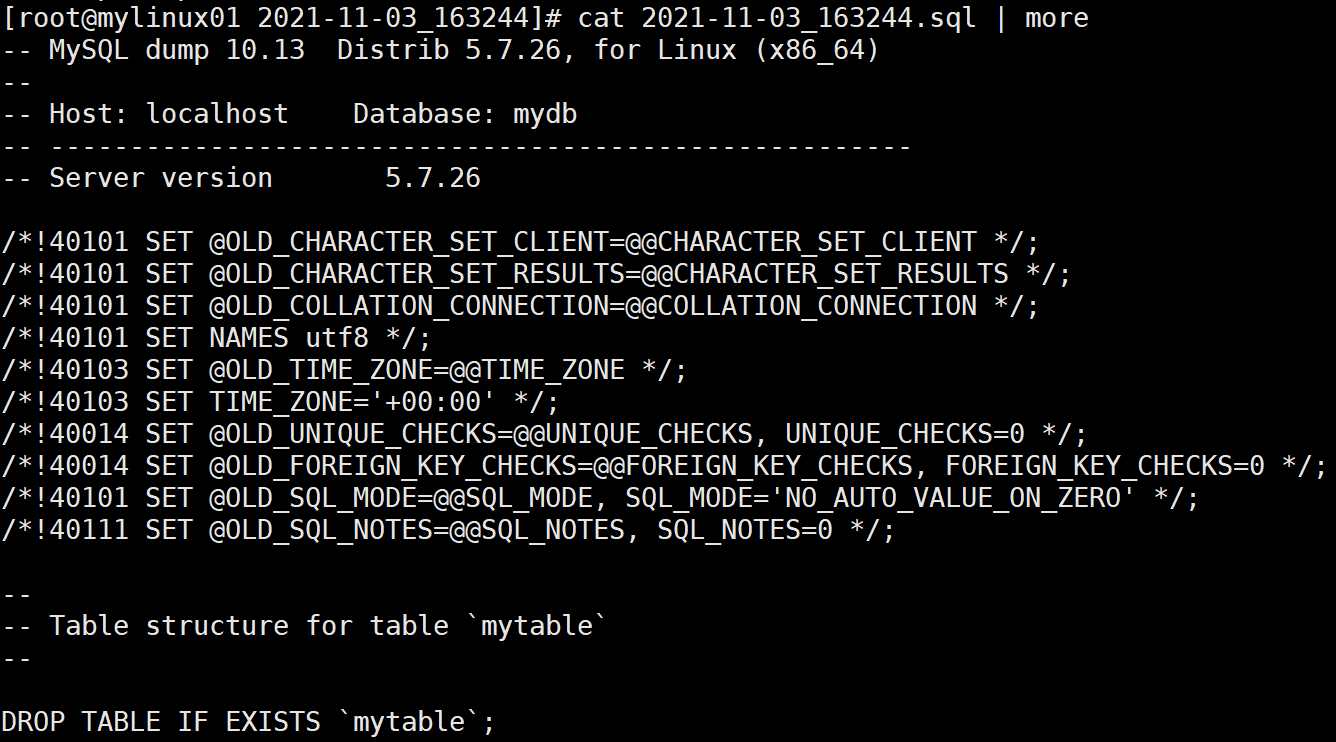 [root@mylinux01 2021-11-03_163244]# cat 2021-11-03_163244.sql | more
-- MySQL dump 10.13  Distrib 5.7.26, for Linux (x86_64)
--
-- Host: localhost    Database: mydb
-- ------------------------------------------------------
-- Server version       5.7.26

/*!40101 SET @OLD_CHARACTER_SET_CLIENT=@@CHARACTER_SET_CLIENT */;
/*!40101 SET @OLD_CHARACTER_SET_RESULTS=@@CHARACTER_SET_RESULTS */;
/*!40101 SET @OLD_COLLATION_CONNECTION=@@COLLATION_CONNECTION */;
/*!40101 SET NAMES utf8 */;
/*!40103 SET @OLD_TIME_ZONE=@@TIME_ZONE */;
/*!40103 SET TIME_ZONE='+00:00' */;
/*!40014 SET @OLD_UNIQUE_CHECKS=@@UNIQUE_CHECKS, UNIQUE_CHECKS=0 */;
/*!40014 SET @OLD_FOREIGN_KEY_CHECKS=@@FOREIGN_KEY_CHECKS, FOREIGN_KEY_CHECKS=0 */;
/*!40101 SET @OLD_SQL_MODE=@@SQL_MODE, SQL_MODE='NO_AUTO_VALUE_ON_ZERO' */;
/*!40111 SET @OLD_SQL_NOTES=@@SQL_NOTES, SQL_NOTES=0 */;

--
-- Table structure for table `mytable`
--

DROP TABLE IF EXISTS `mytable`;